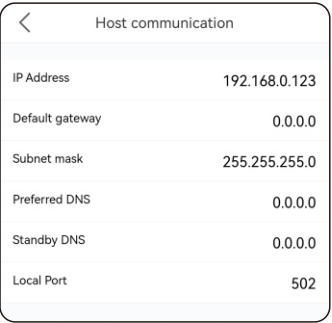 Host communication
IP Address 192.168.0.123
Default gateway 0.0.0.0
Subnet mask 255.255.255.0
Preferred DNS 0.0.0.0
Standby DNS 0.0.0.0
Local Port 502